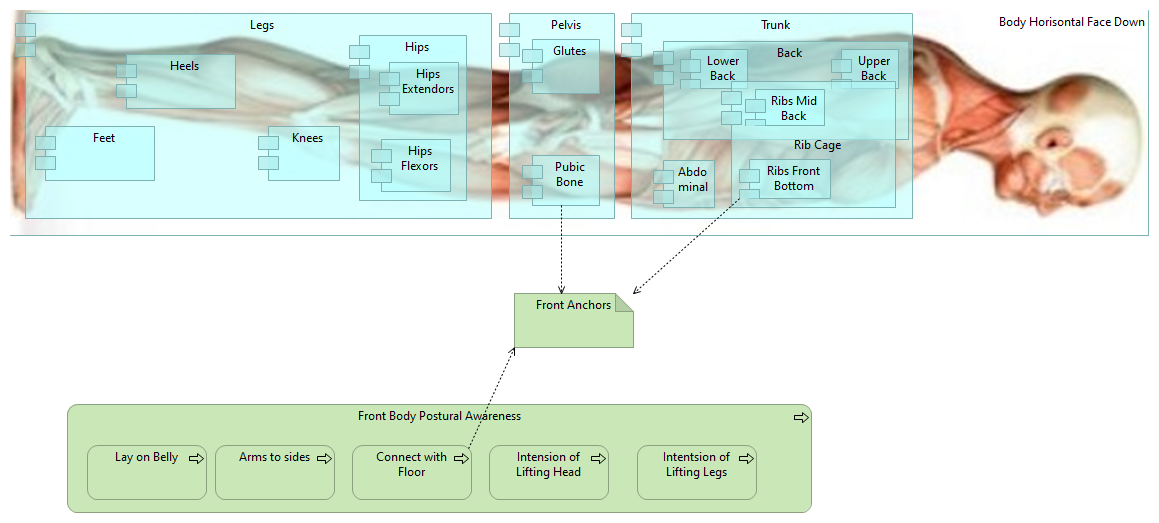 Body Horisontal Face Down
Legs
Pelvis
Trunk
Hips
Glutes
Back
Heels
Hips
Extendors
Lower
Back
Upper
Back
Ribs Mid
Back
Feet
Knees
Hips
Flexors
Pubic
Bone
Rib Cage
Abdo
minal
Ribs Front
Bottom
Front Anchors
Front Body Postural Awareness
Lay on Belly
Arms to sides
Connect with
Floor
Intension of
Lifting Head
Intentsion of
Lifting Legs